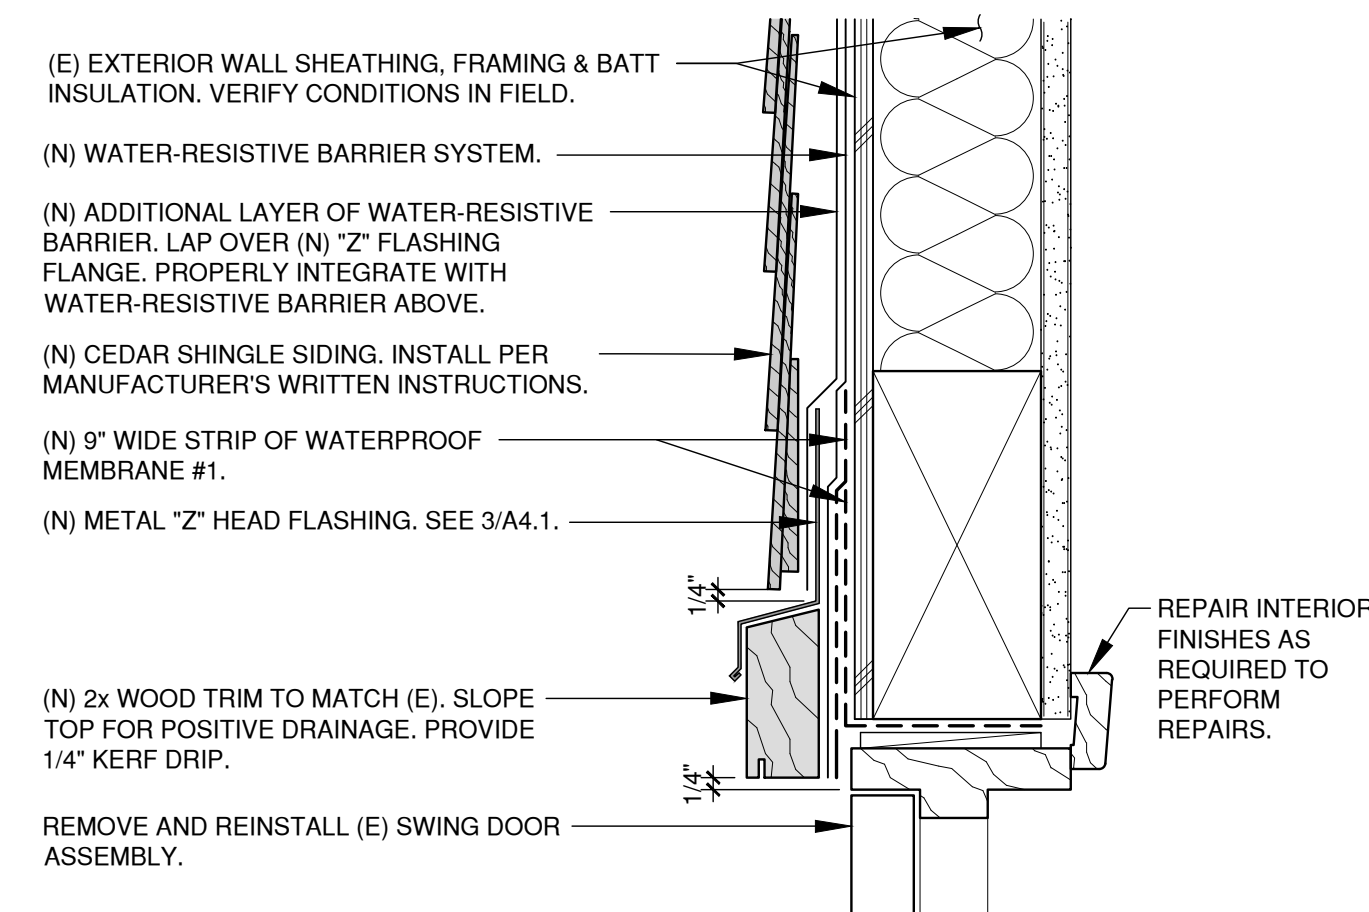 (E) EXTERIOR WALL SHEATHING, FRAMING & BATT
INSULATION. VERIFY CONDITIONS IN FIELD.
(N) WATER-RESISTIVE BARRIER SYSTEM.
(N) ADDITIONAL LAYER OF WATER-RESISTIVE
BARRIER. LAP OVER (N) "Z" FLASHING
FLANGE. PROPERLY INTEGRATE WITH
WATER-RESISTIVE BARRIER ABOVE.
(N) CEDAR SHINGLE SIDING. INSTALL PER
MANUFACTURER'S WRITTEN INSTRUCTIONS.
(N) 9" WIDE STRIP OF WATERPROOF
MEMBRANE #1.
(N) METAL "Z" HEAD FLASHING. SEE 3/A4.1.
1/4"
(N) 2x WOOD TRIM TO MATCH (E). SLOPE
TOP FOR POSITIVE DRAINAGE. PROVIDE
1/4" KERF DRIP.
1/4"
REMOVE AND REINSTALL (E) SWING DOOR
ASSEMBLY.
REPAIR INTERIOR
FINISHES AS
REQUIRED TO
PERFORM
REPAIRS.